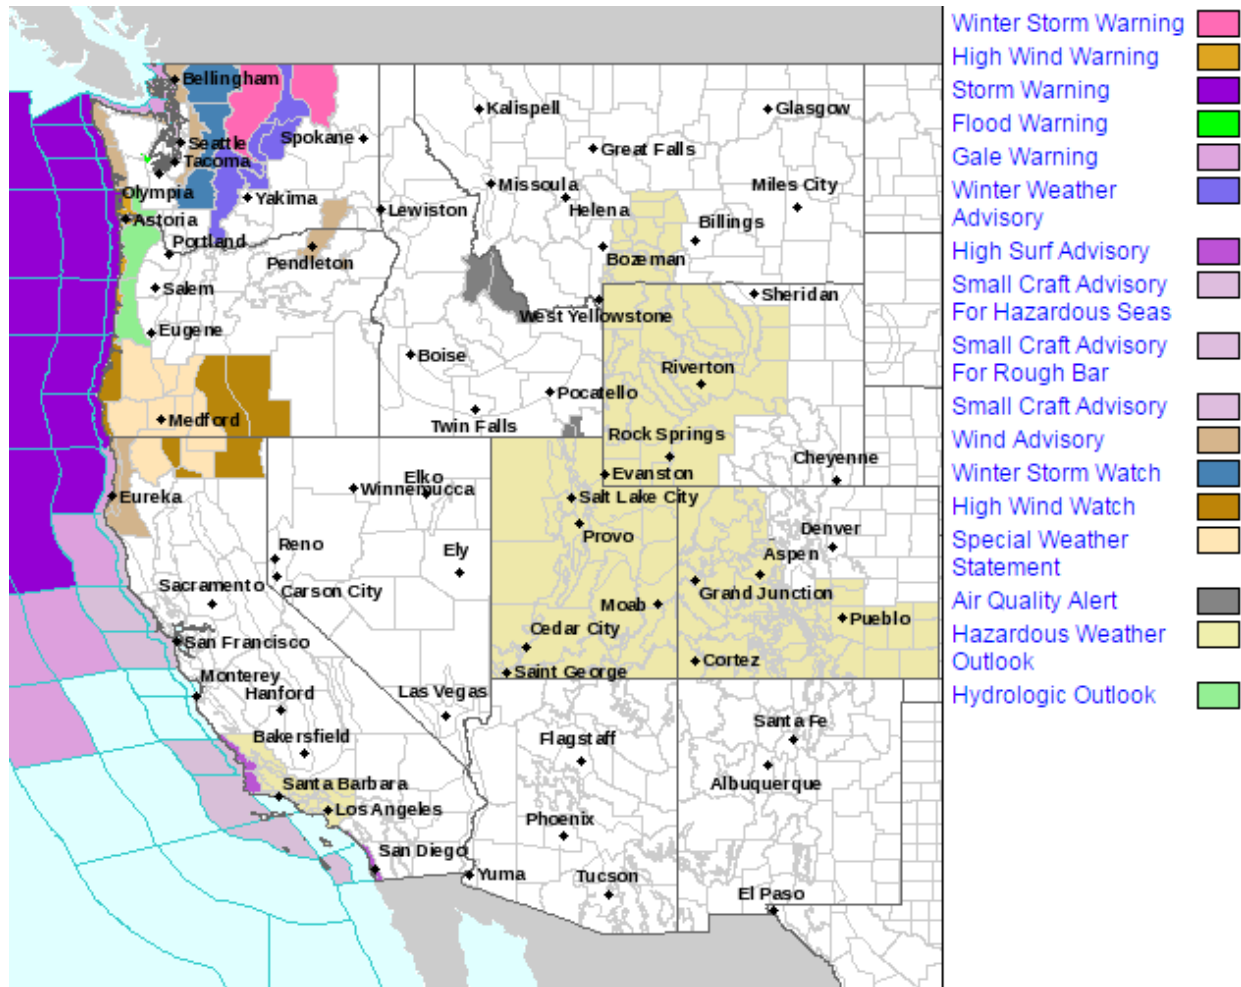 Bellingham
Seattle
Tacoma
Olympia
Spokane
Yakima
Astoria
Portland
Pendleton
Lewiston
Salem
Eugene
Medford
Kalispell
Glasgow
Great Falls
Missoula
Miles City
Helena
Billings
Bozeman
Sheridan
West Yellowstone
Boise
Riverton
Pocatello
Twin Falls
Rock Springs
Cheyenne
Evanston
Eureka
Elko
Winnemucca
Salt Lake City
Provo
Denver
Reno
Ely
Aspen
Carson City
Grand Junction
Sacramento
Moab
Pueblo
San Francisco
Cedar City
Cortez
Saint George
Monterey
Hanford
Las Vegas
Bakersfield
Flagstaff
Santa Fe
Albuquerque
Santa Barbara
Los Angeles
Phoenix
San Diego
Yuma
Tucson
El Paso
Winter Storm Warning
High Wind Warning
Storm Warning
Flood Warning
Gale Warning
Winter Weather
Advisory
High Surf Advisory
Small Craft Advisory
For Hazardous Seas
Small Craft Advisory
For Rough Bar
Small Craft Advisory
Wind Advisory
Winter Storm Watch
High Wind Watch
Special Weather
Statement
Air Quality Alert
Hazardous Weather
Outlook
Hydrologic Outlook